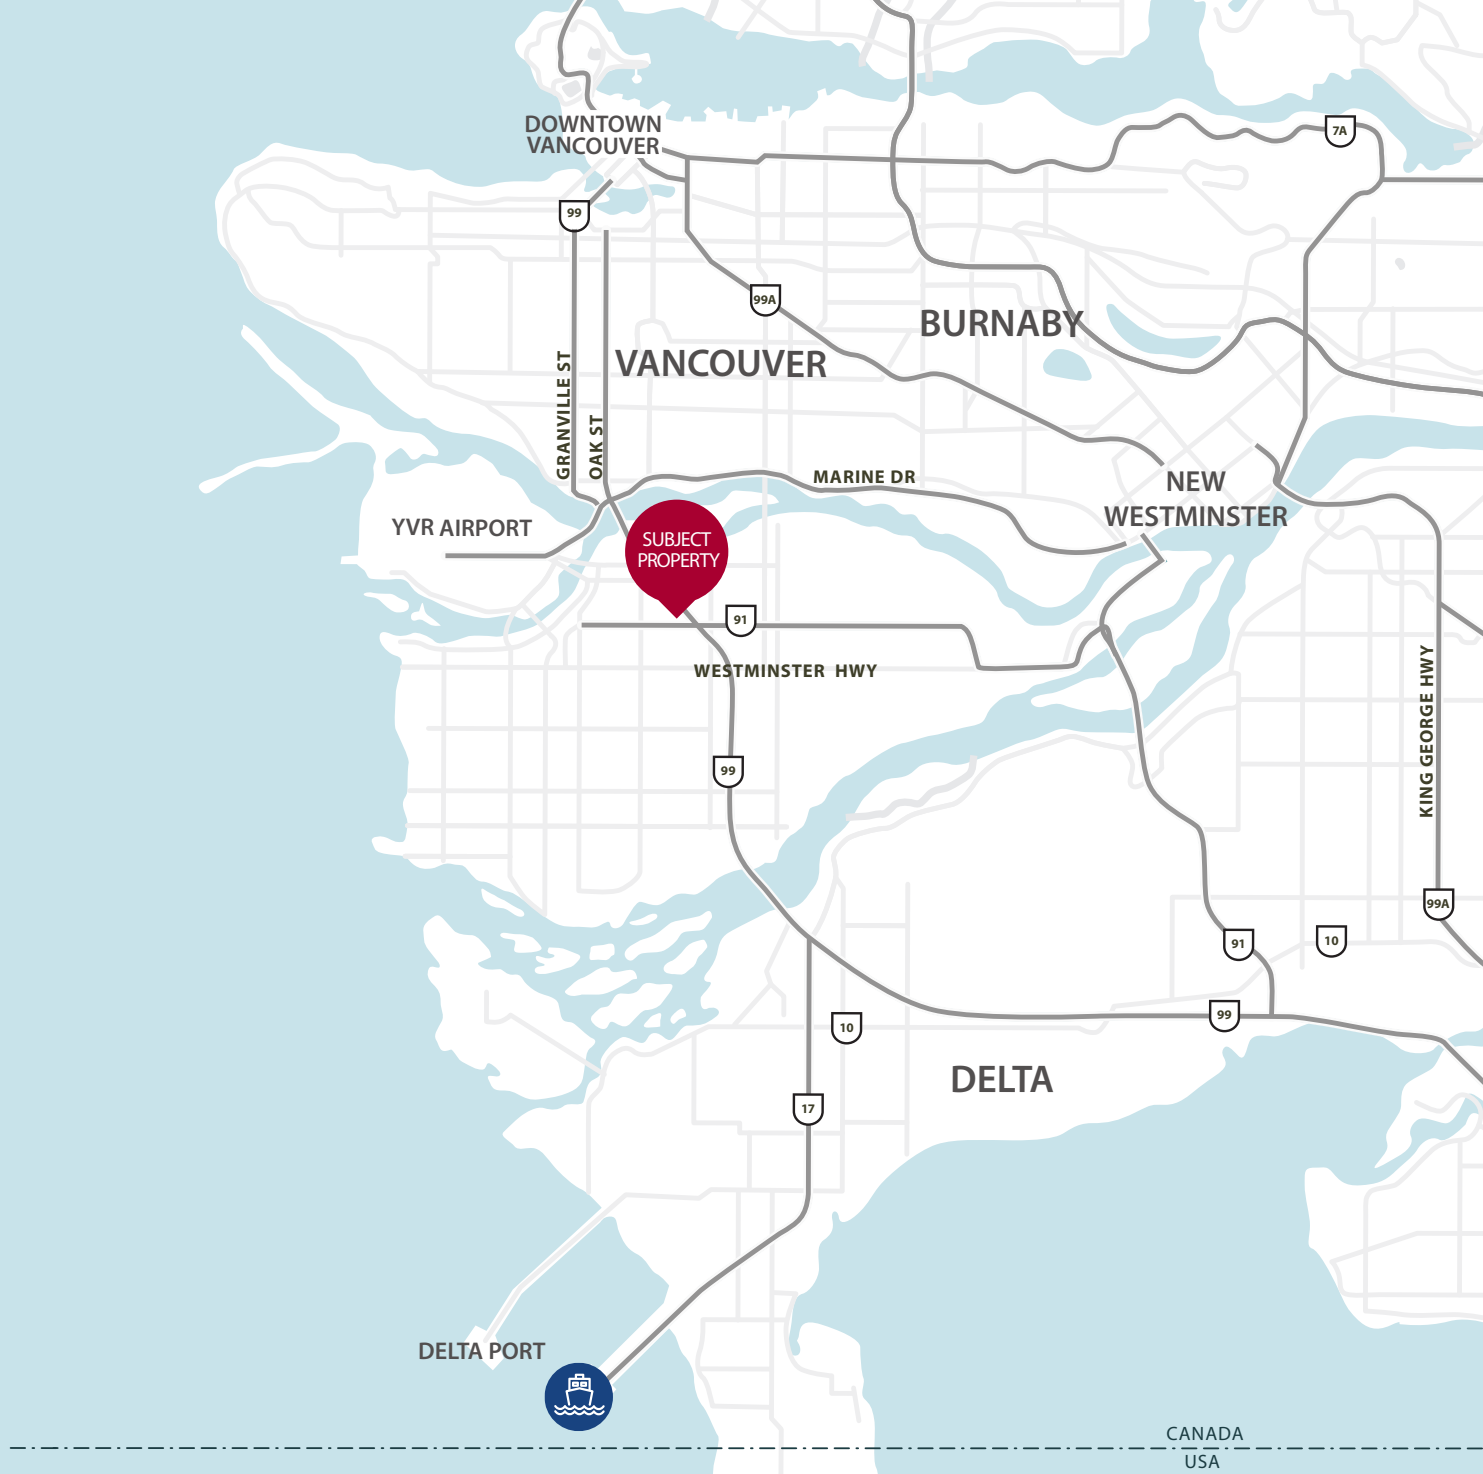 DOWNTOWN
VANCOUVER
7A
99
99A
BURNABY
VANCOUVER
GRANVILLE ST
OAK ST
MARINE DR
NEW
WESTMINSTER
YVR AIRPORT
SUBJECT
PROPERTY
91
WESTMINSTER HWY
KING GEORGE HWY
99
99A
91
10
99
10
DELTA
17
DELTA PORT
CANADA
USA